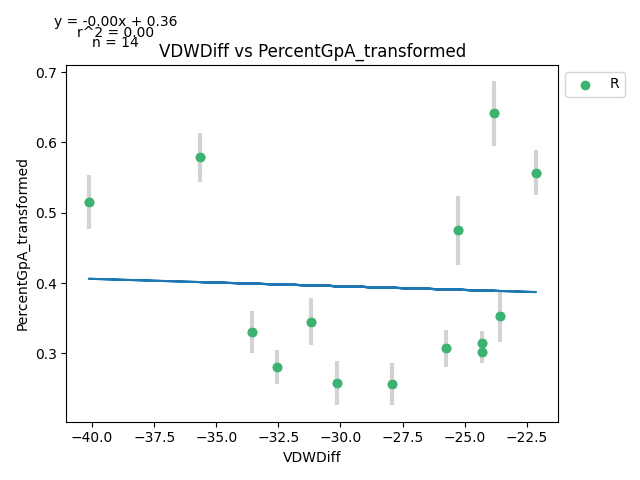 y = -0.00x + 0.36
r^2 = 0.00
n = 14
VDWDiff vs PercentGpA_transformed
R
PercentGpA_transformed
0.7
0.6
0.5
0.4
0.3
−40.0 −37.5 −35.0 −32.5 −30.0 −27.5 −25.0 −22.5
VDWDiff